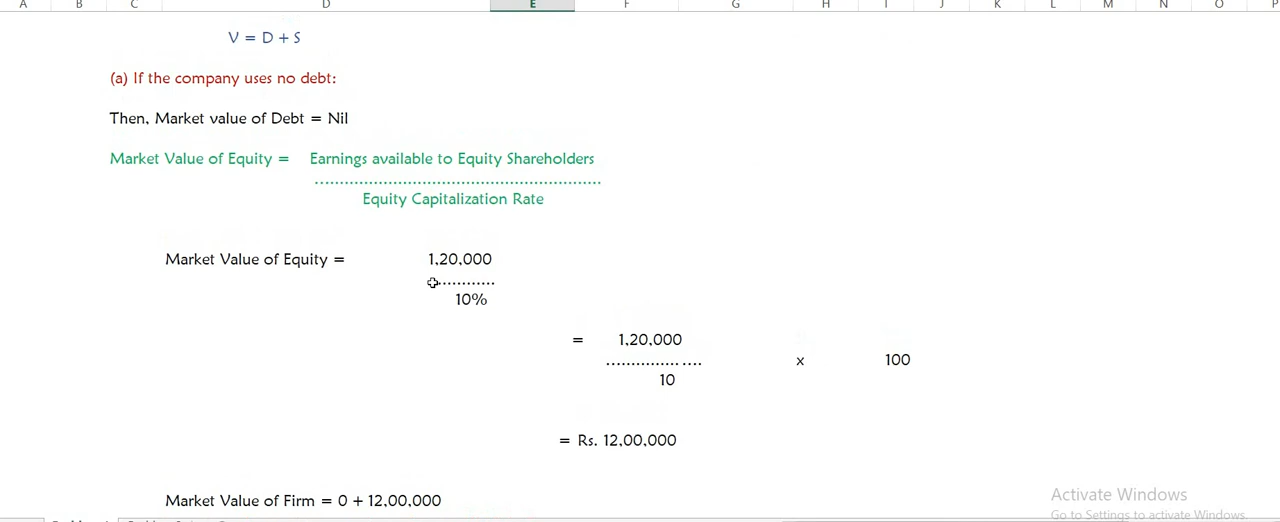 A B C D E F G H I J K L M N O P
V = D + S
(a) If the company uses no debt:
Then, Market value of Debt = Nil
Market Value of Equity = Earnings available to Equity Shareholders
Equity Capitalization Rate
Market Value of Equity = 1,20,000
10%
= 1,20,000
x 100
10
= Rs. 12,00,000
Market Value of Firm = 0 + 12,00,000
Activate Windows
Go to Settings to activate Windows.